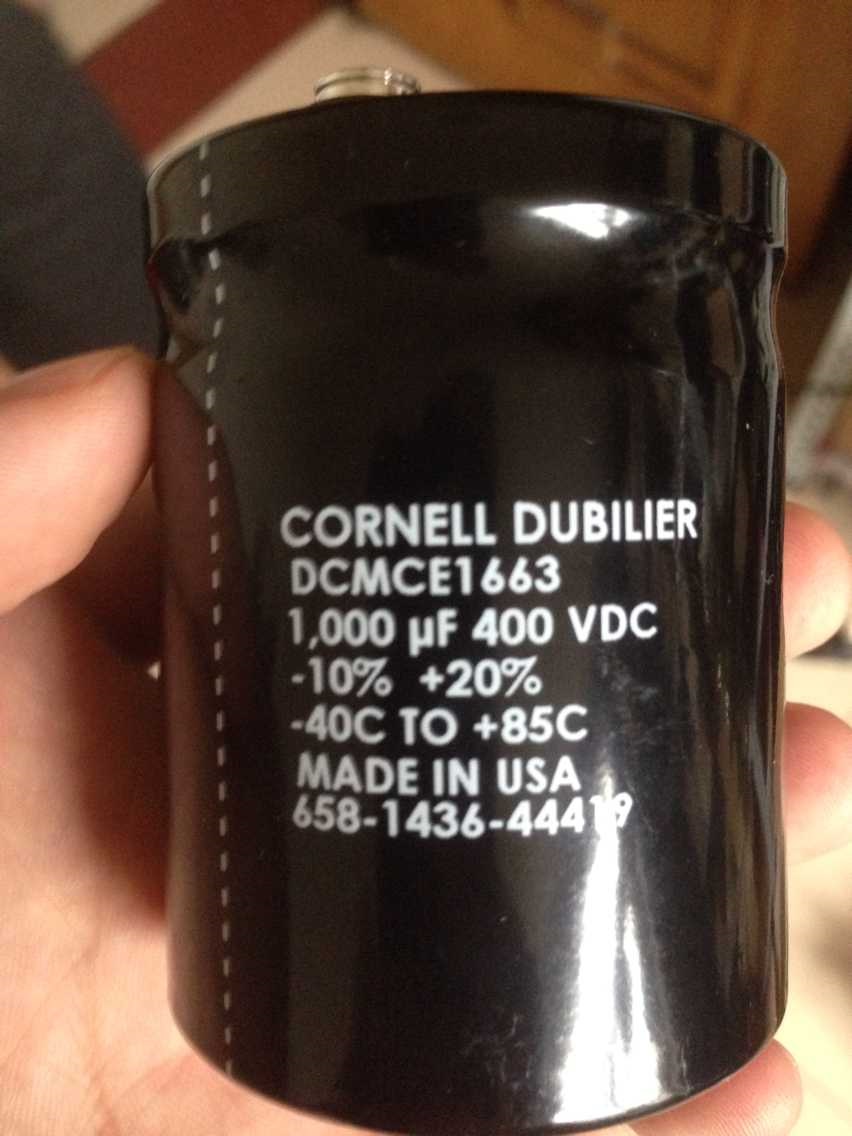 CORNELL DUBILIER
DCMCE1663
1,000 µF 400 VDC
-10% +20%
-40C TO +85C
MADE IN USA
658-1436-44419